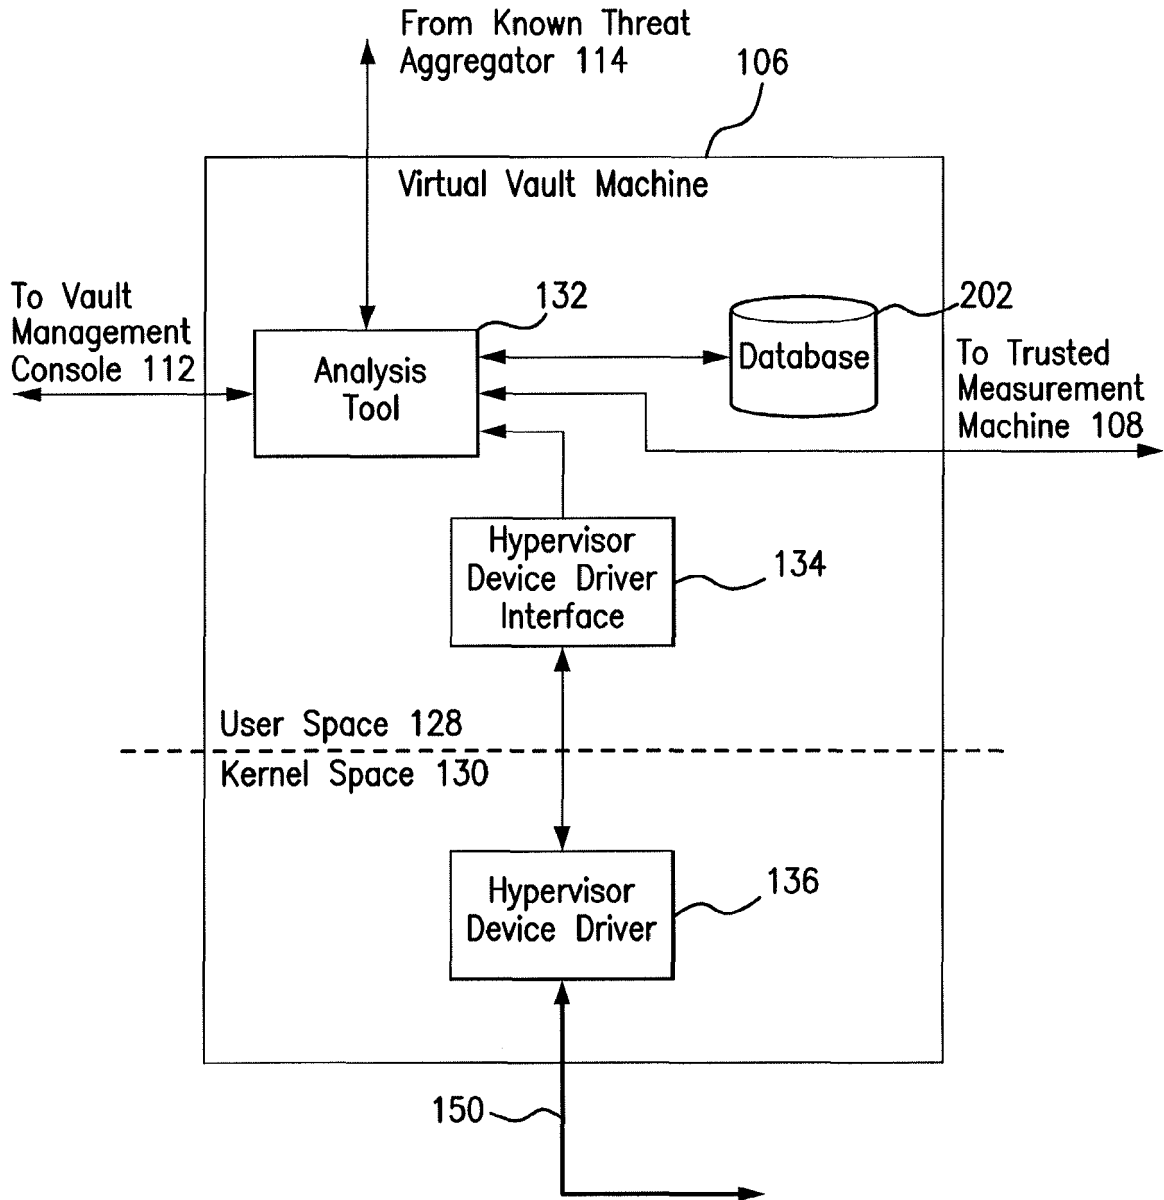 From Known Threat
Aggregator 114
106
Virtual Vault Machine
To Vault
Management
Console 112
132
202
Analysis
Tool
Database
To Trusted
Measurement
Machine 108
Hypervisor
Device Driver
Interface
134
User Space 128
Kernel Space 130
Hypervisor
Device Driver
136
150